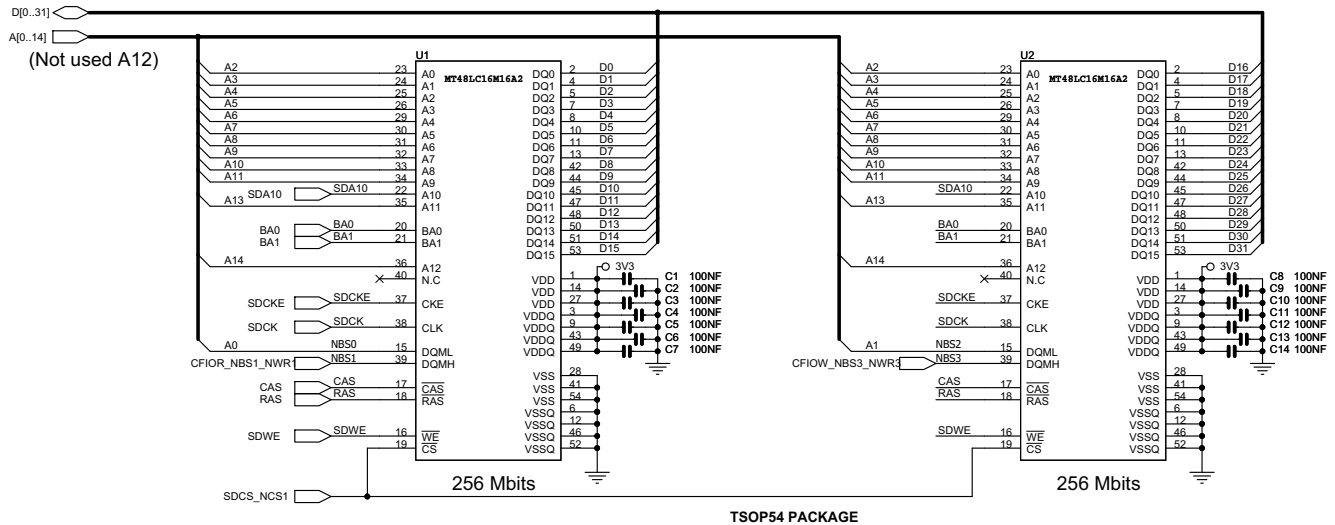 D[0..31]
A[0..14]
(Not used A12)
U1
MT48LC16M16A2
A2 23 A0 DQ0 2 D0
A3 24 A1 DQ1 4 D1
A4 25 A2 DQ2 5 D2
A5 26 A3 DQ3 7 D3
A6 29 A4 DQ4 8 D4
A7 30 A5 DQ5 10 D5
A8 31 A6 DQ6 11 D6
A9 32 A7 DQ7 13 D7
A10 33 A8 DQ8 42 D8
A11 34 A9 DQ9 44 D9
SDA10 SDA10 22 A10 DQ10 45 D10
A13 35 A11 DQ11 47 D11
DQ12 48 D12
BA0 BA0 20 BA0 DQ13 50 D13
BA1 BA1 21 BA1 DQ14 51 D14
DQ15 53 D15
A14 36 A12 3V3
40 N.C VDD 1 C1 100NF
VDD 14 C2 100NF
SDCKE SDCKE 37 CKE VDD 27 C3 100NF
VDDQ 3 C4 100NF
SDCK SDCK 38 CLK VDDQ 9 C5 100NF
VDDQ 43 C6 100NF
A0 NBS0 15 DQML VDDQ 49 C7 100NF
CFIOR_NBS1_NWR1 NBS1 39 DQMH
VSS 28
CAS CAS 17 CAS VSS 41
RAS RAS 18 RAS VSS 54
VSSQ 6
VSSQ 12
SDWE SDWE 16 WE VSSQ 46
19 CS VSSQ 52
256 Mbits
SDCS_NCS1
U2
MT48LC16M16A2
A2 23 A0 DQ0 2 D16
A3 24 A1 DQ1 4 D17
A4 25 A2 DQ2 5 D18
A5 26 A3 DQ3 7 D19
A6 29 A4 DQ4 8 D20
A7 30 A5 DQ5 10 D21
A8 31 A6 DQ6 11 D22
A9 32 A7 DQ7 13 D23
A10 33 A8 DQ8 42 D24
A11 34 A9 DQ9 44 D25
SDA10 22 A10 DQ10 45 D26
A13 35 A11 DQ11 47 D27
DQ12 48 D28
BA0 20 BA0 DQ13 50 D29
BA1 21 BA1 DQ14 51 D30
DQ15 53 D31
A14 36 A12 3V3
40 N.C VDD 1 C8 100NF
VDD 14 C9 100NF
SDCKE 37 CKE VDD 27 C10 100NF
VDDQ 3 C11 100NF
SDCK 38 CLK VDDQ 9 C12 100NF
VDDQ 43 C13 100NF
A1 NBS2 15 DQML VDDQ 49 C14 100NF
CFIOW_NBS3_NWR3 NBS3 39 DQMH
VSS 28
CAS 17 CAS VSS 41
RAS 18 RAS VSS 54
VSSQ 6
VSSQ 12
SDWE 16 WE VSSQ 46
19 CS VSSQ 52
256 Mbits
TSOP54 PACKAGE